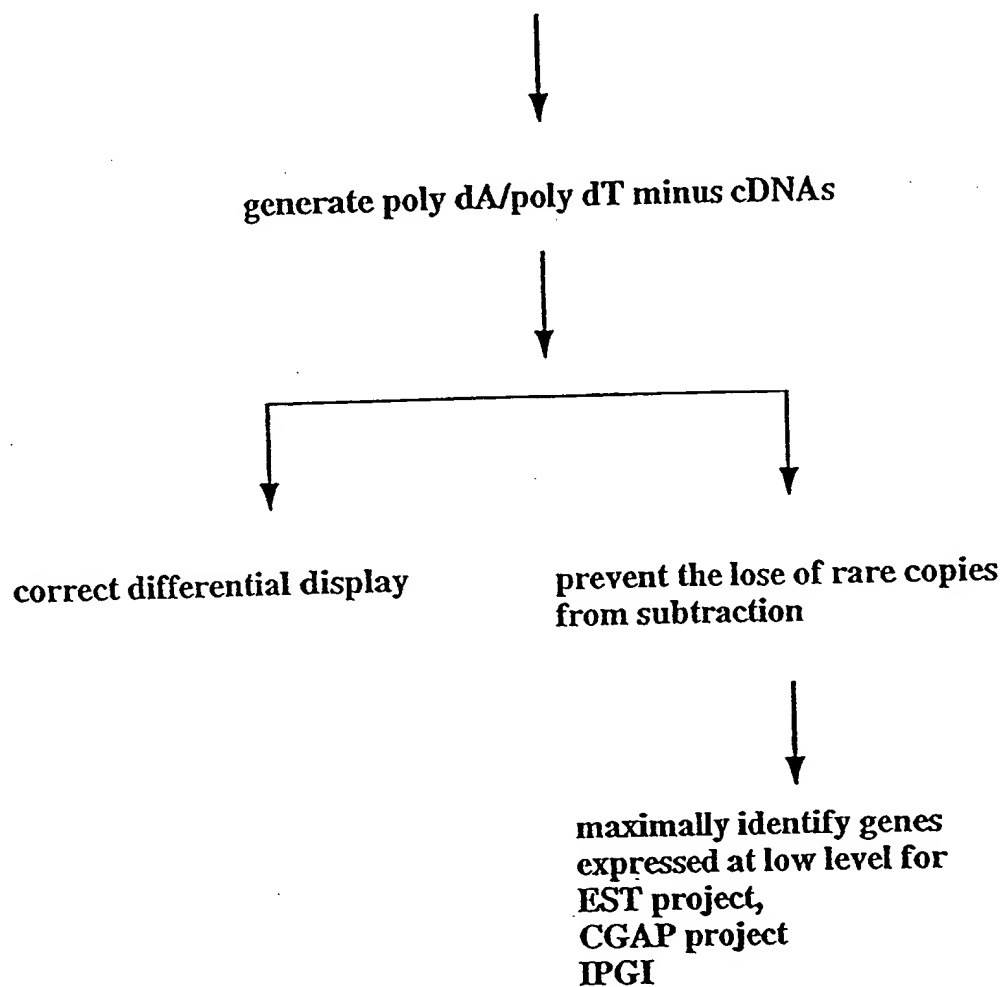 generate poly dA/poly dT minus cDNAs
correct differential display
prevent the lose of rare copies
from subtraction
maximally identify genes
expressed at low level for
EST project,
CGAP project
IPGI